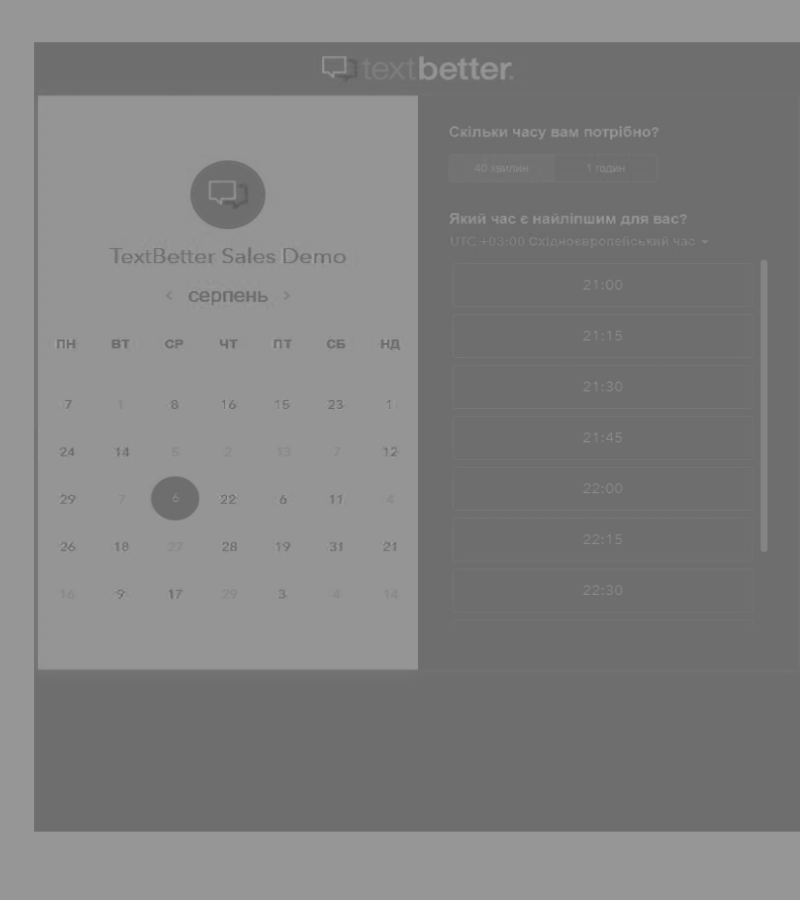 textbetter.
TextBetter Sales Demo
‹ серпень ›
ПН ВТ СР ЧТ ПТ СБ НД
7 1 8 16 15 23 1
24 14 5 2 13 7 12
29 7 6 22 6 11 4
26 18 27 28 19 31 21
16 9 17 29 3 4 14
Скільки часу вам потрібно?
40 хвилин 1 годин
Який час є найліпшим для вас?
UTC +03:00 Східноєвропейський час
21:00
21:15
21:30
21:45
22:00
22:15
22:30